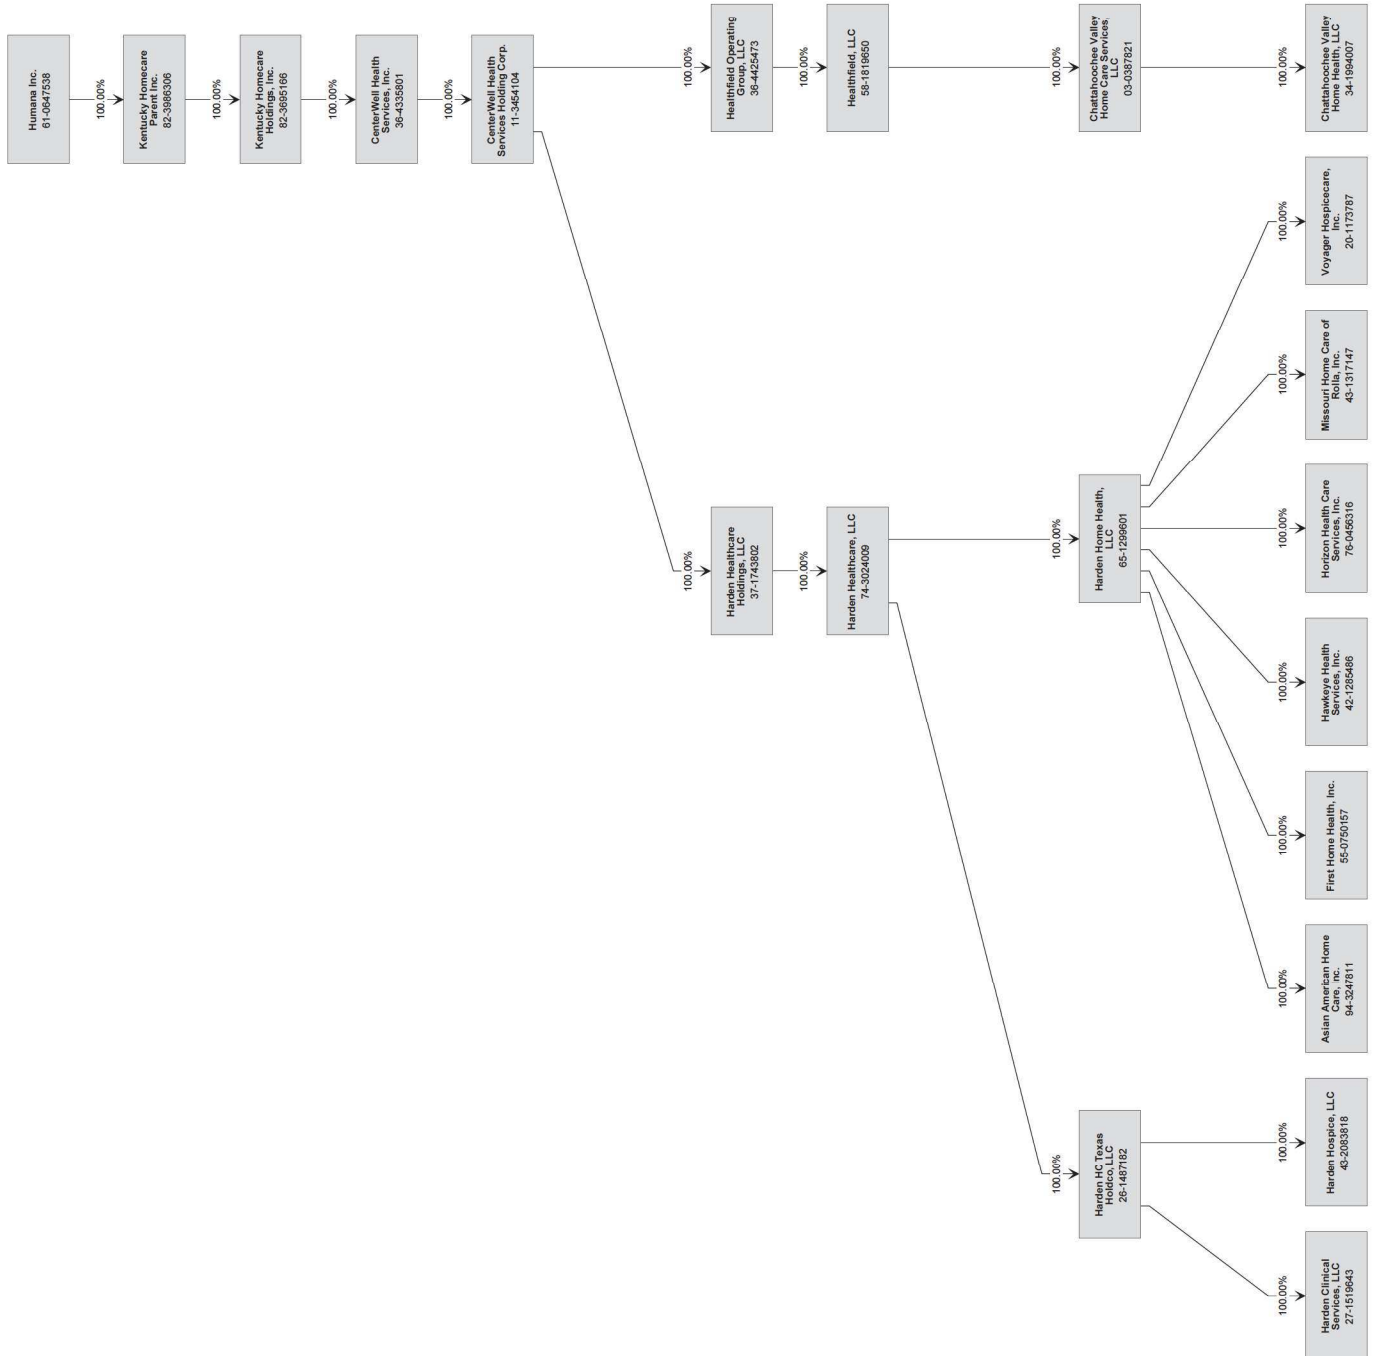 Humana Inc.
61-0647538
100.00%
Kentucky Homecare
Parent Inc.
82-3986306
100.00%
Kentucky Homecare
Holdings, Inc.
82-3695166
100.00%
CenterWell Health
Services, Inc.
36-4335801
100.00%
CenterWell Health
Services Holding Corp.
11-3454104
100.00%
Harden Healthcare
Holdings, LLC
37-1743802
100.00%
Healthfield Operating
Group, LLC
36-4425473
100.00%
Harden Healthcare, LLC
74-3024009
100.00%
Healthfield, LLC
58-1819650
100.00%
Harden HC Texas
Holdco, LLC
26-1487182
100.00%
Harden Home Health,
LLC
65-1299601
100.00%
Chattahoochee Valley
Home Care Services,
LLC
03-0387821
100.00%
Harden Clinical
Services, LLC
27-1519643
100.00%
Harden Hospice, LLC
43-2083818
100.00%
Asian American Home
Care, Inc.
94-3247811
100.00%
First Home Health, Inc.
55-0750157
100.00%
Hawkeye Health
Services, Inc.
42-1285486
100.00%
Horizon Health Care
Services, Inc.
76-0456316
100.00%
Missouri Home Care of
Rolla, Inc.
43-1317147
100.00%
Voyager Hospicecare,
Inc.
20-1173787
100.00%
Chattahoochee Valley
Home Health, LLC
34-1994007